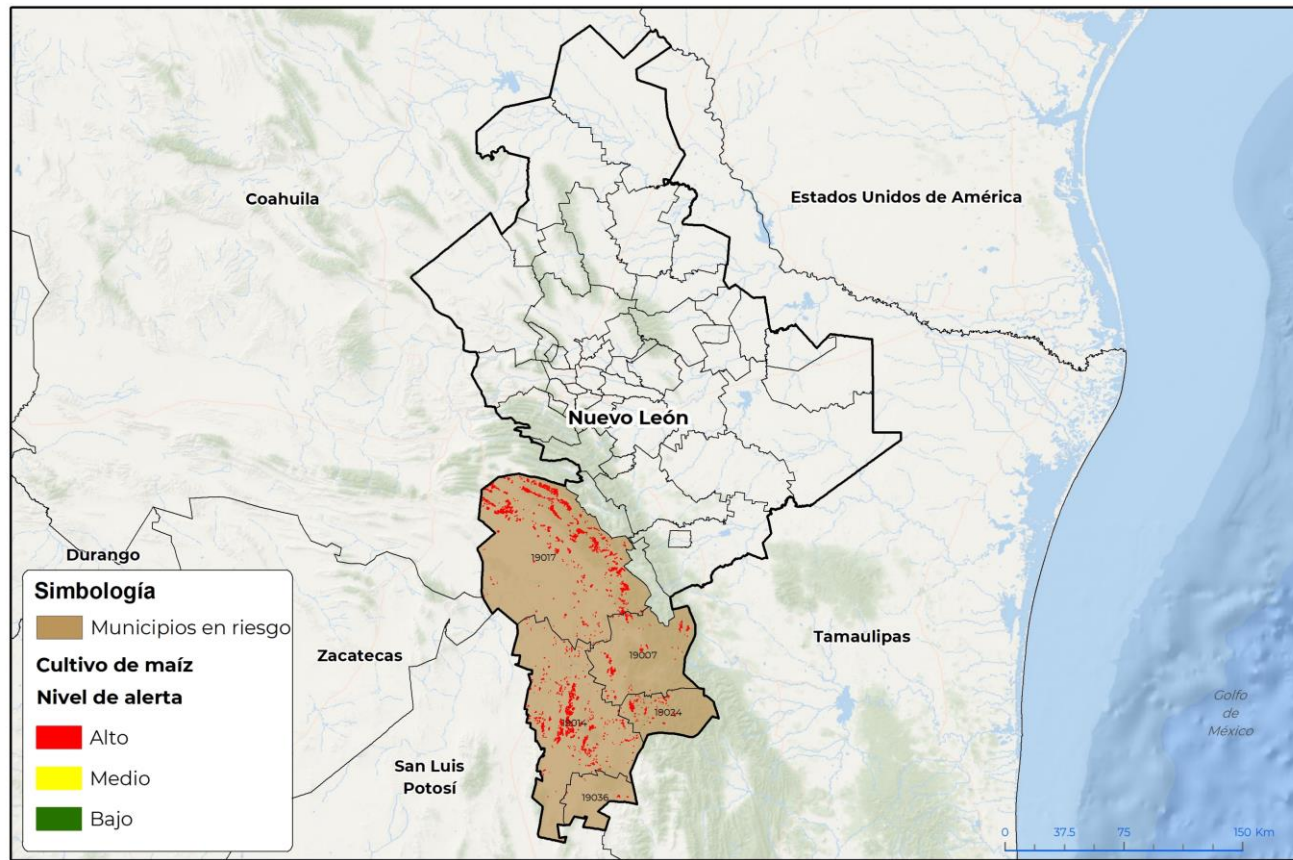 Coahuila
Estados Unidos de América
Nuevo León
Durango
19017
Simbología
Municipios en riesgo
Zacatecas
19007
Tamaulipas
Cultivo de maíz
Nivel de alerta
19024
19014
Golfo
de
México
Alto
Medio
Bajo
San Luis
Potosí
19036
0 37.5 75 150 Km